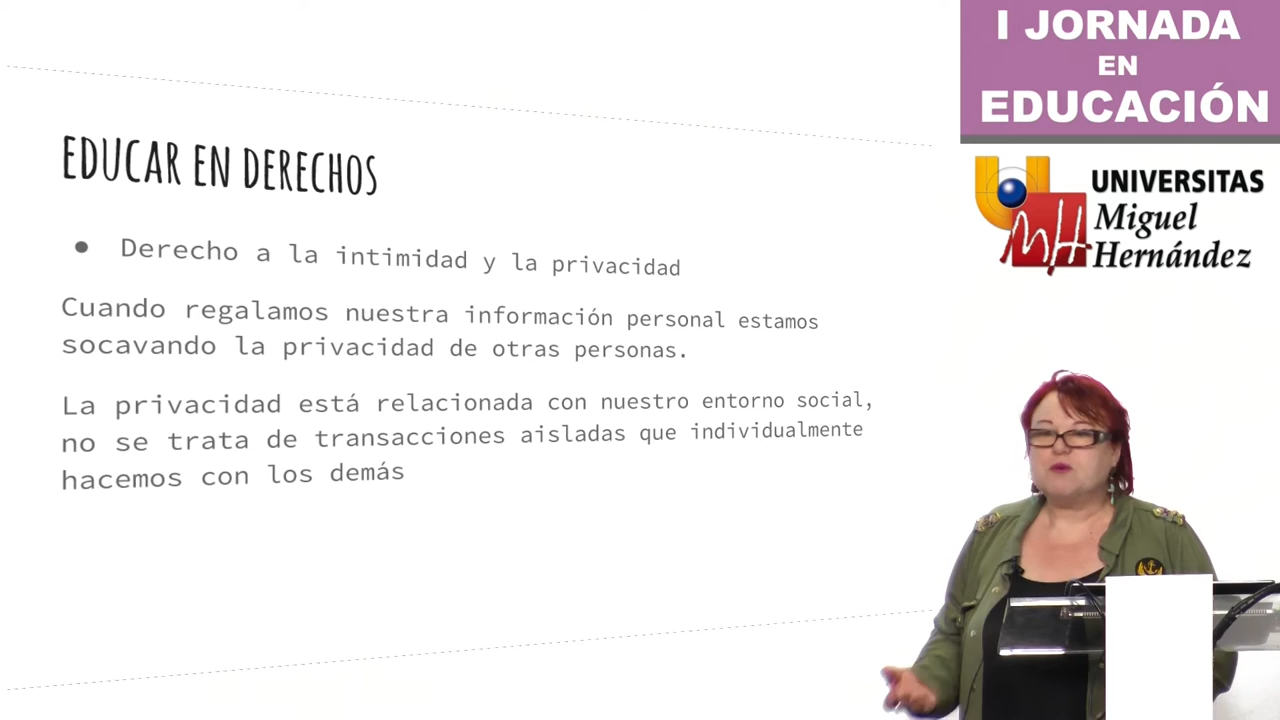 I JORNADA
EN
EDUCACIÓN
UNIVERSITAS
Miguel
Hernández
EDUCAR EN DERECHOS
● Derecho a la intimidad y la privacidad
Cuando regalamos nuestra información personal estamos
socavando la privacidad de otras personas.
La privacidad está relacionada con nuestro entorno social,
no se trata de transacciones aisladas que individualmente
hacemos con los demás